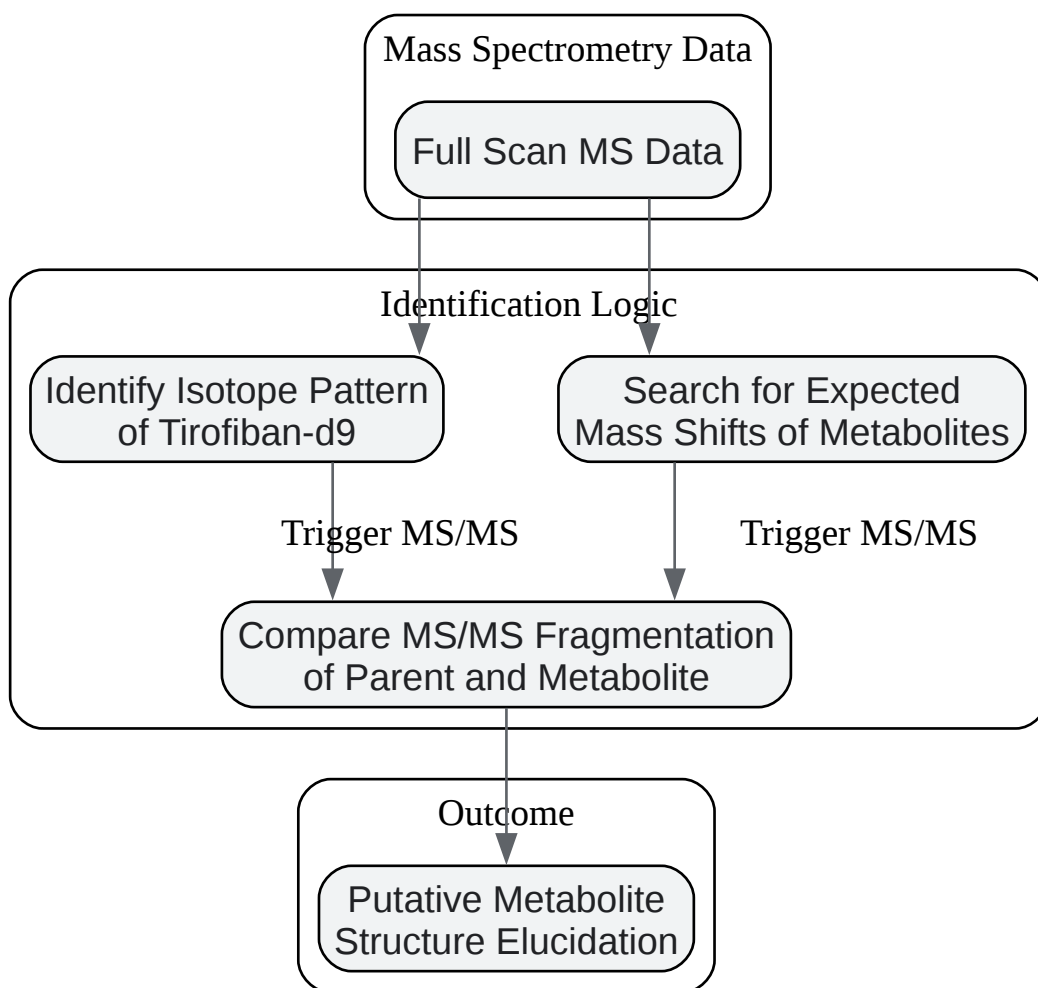 Mass Spectrometry Data
Full Scan MS Data
Identification Logic
Identify Isotope Pattern
of Tirofiban-d9
Search for Expected
Mass Shifts of Metabolites
Trigger MS/MS
Trigger MS/MS
Compare MS/MS Fragmentation
of Parent and Metabolite
Outcome
Putative Metabolite
Structure Elucidation